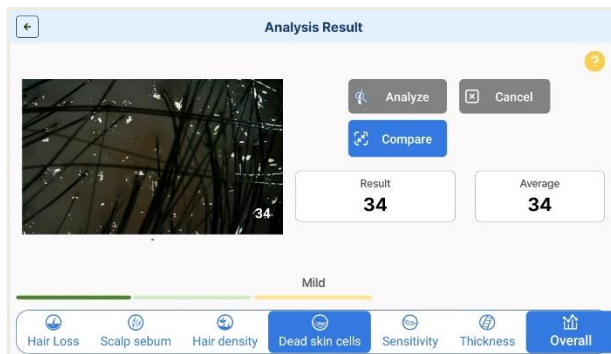 Analysis Result
?
Analyze
Cancel
Compare
34
Result
34
Average
34
Mild
Hair Loss
Scalp sebum
Hair density
Dead skin cells
Sensitivity
Thickness
Overall